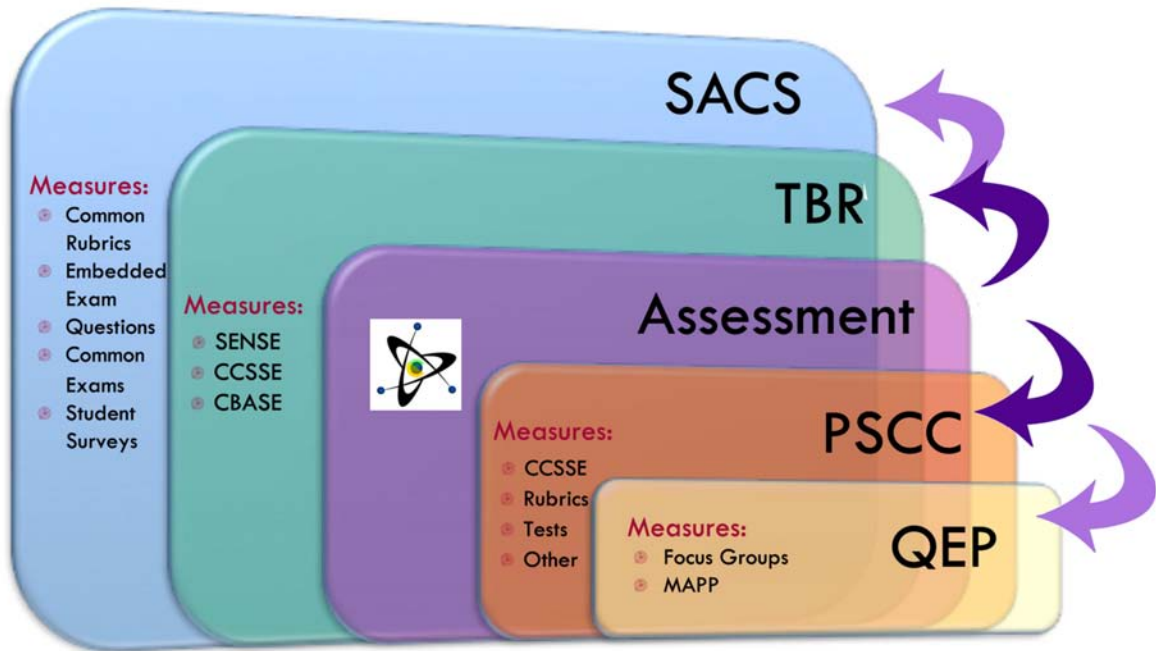 SACS
Measures:
Common
Rubrics
Embedded
Exam
Questions
Common
Exams
Student
Surveys
TBR
Measures:
SENSE
CCSSE
CBASE
Assessment
PSCC
Measures:
CCSSE
Rubrics
Tests
Other
QEP
Measures:
Focus Groups
MAPP